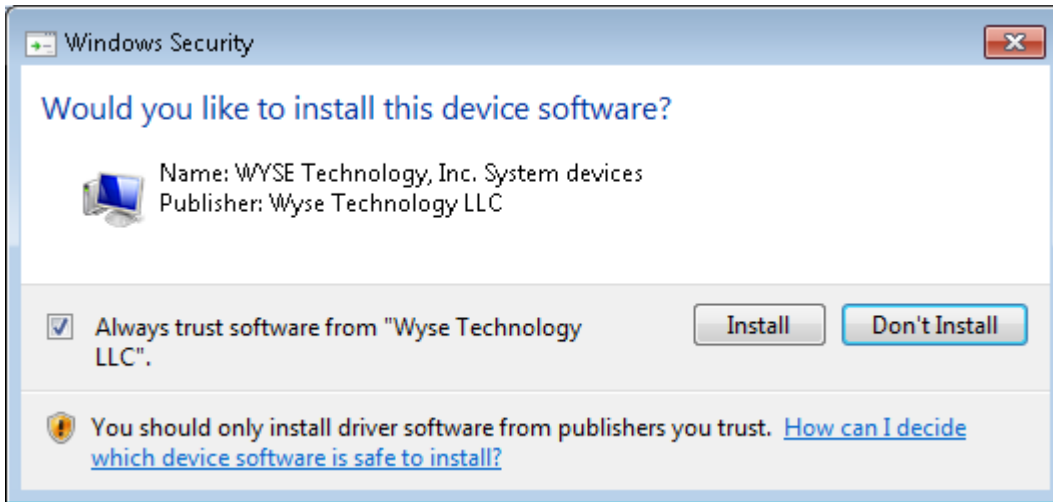 Windows Security
Would you like to install this device software?
Name: WYSE Technology, Inc. System devices
Publisher: Wyse Technology LLC
Always trust software from "Wyse Technology
LLC".
Install
Don't Install
You should only install driver software from publishers you trust. How can I decide
which device software is safe to install?